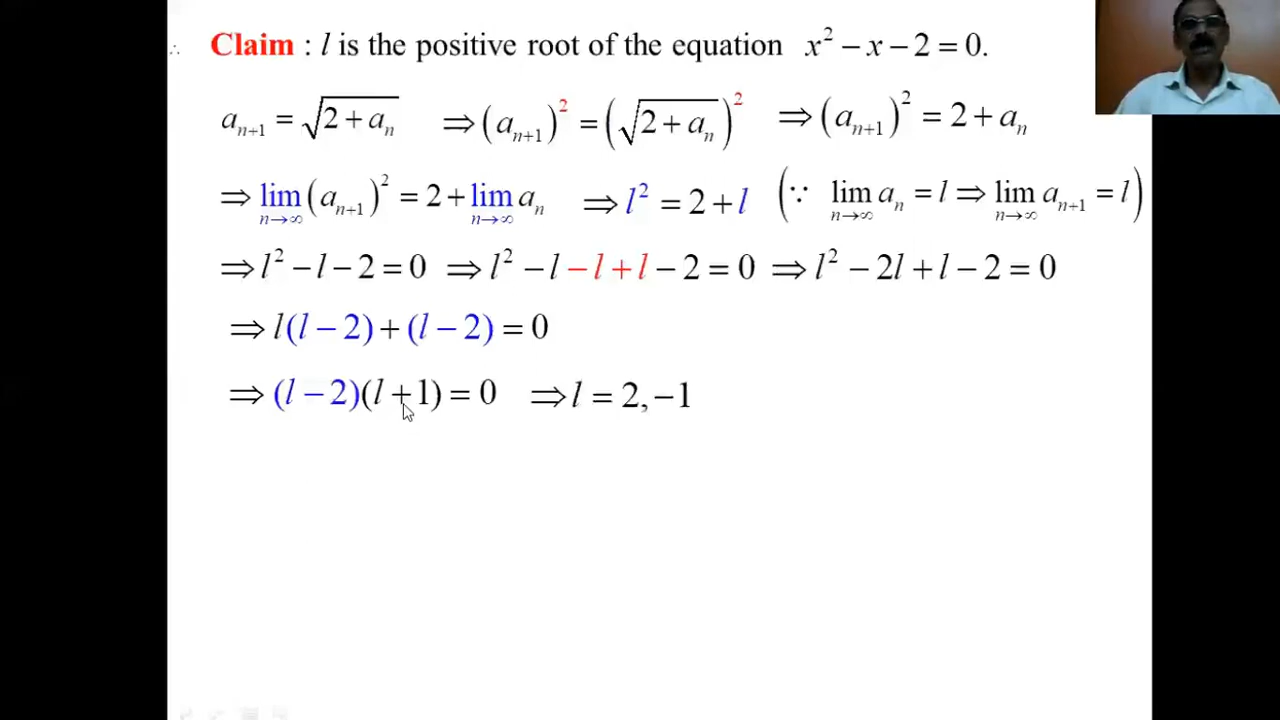 ∴ Claim : l is the positive root of the equation x² − x − 2 = 0.
aₙ₊₁ = √(2 + aₙ) ⇒ (aₙ₊₁)² = (√(2 + aₙ))² ⇒ (aₙ₊₁)² = 2 + aₙ
⇒ lim_{n→∞} (aₙ₊₁)² = 2 + lim_{n→∞} aₙ ⇒ l² = 2 + l (∵ lim_{n→∞} aₙ = l ⇒ lim_{n→∞} aₙ₊₁ = l)
⇒ l² − l − 2 = 0 ⇒ l² − l − l + l − 2 = 0 ⇒ l² − 2l + l − 2 = 0
⇒ l(l − 2) + (l − 2) = 0
⇒ (l − 2)(l + 1) = 0 ⇒ l = 2, −1